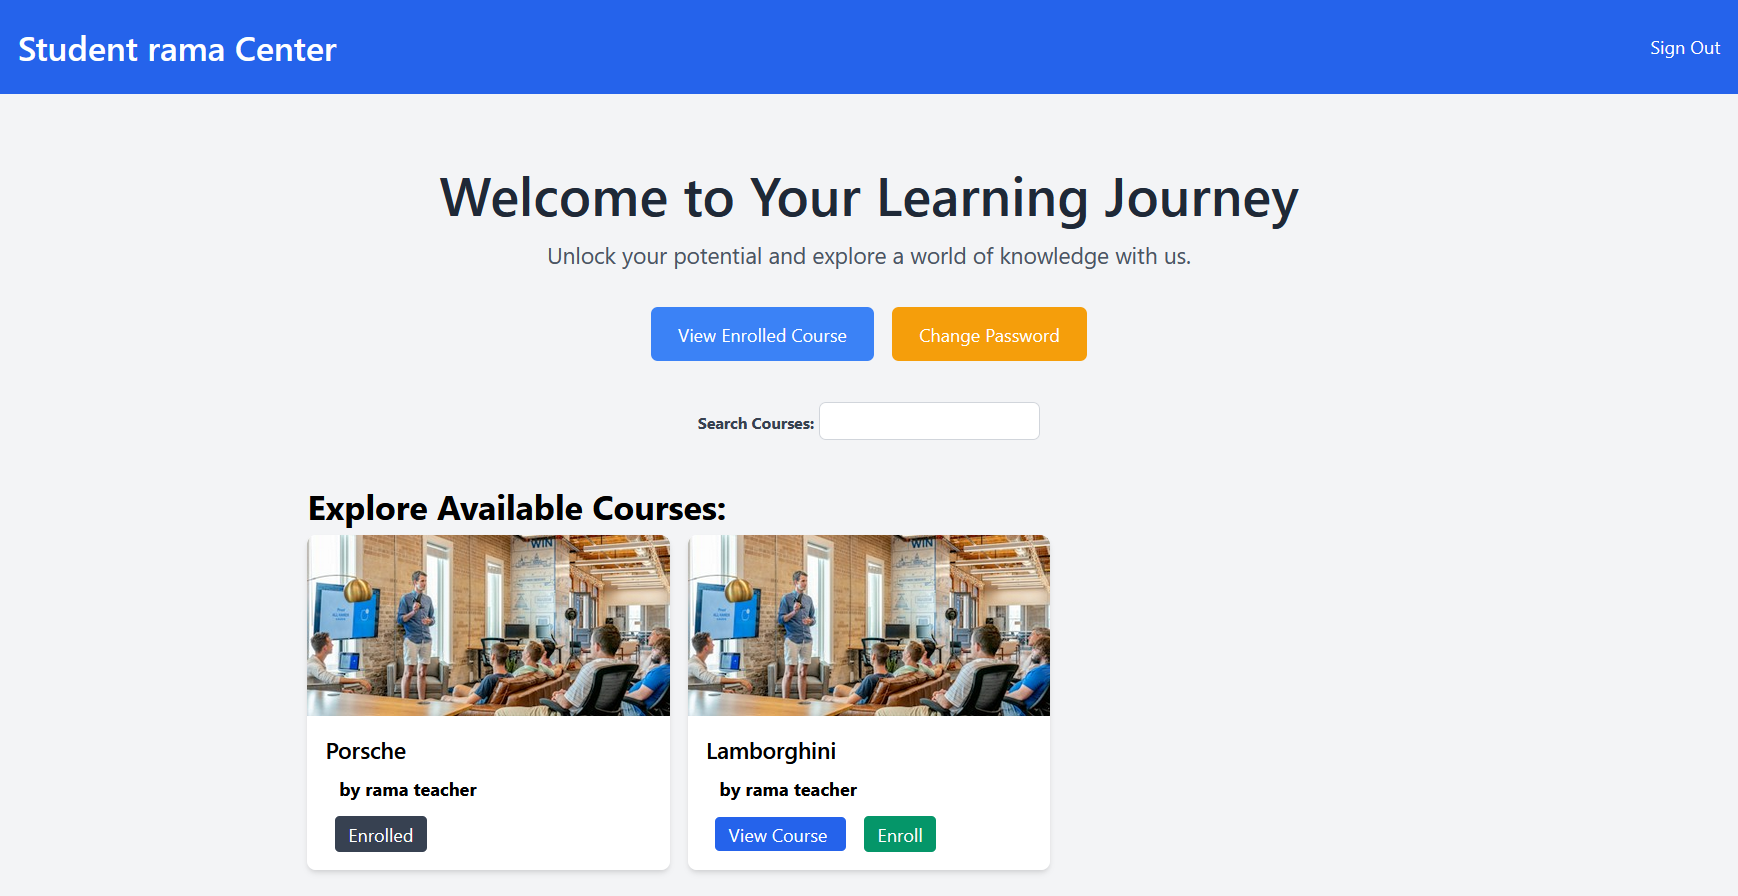 Student rama Center
Sign Out
Welcome to Your Learning Journey
Unlock your potential and explore a world of knowledge with us.
View Enrolled Course
Change Password
Search Courses:
Explore Available Courses:
WIN
WIN
Porsche
Lamborghini
by rama teacher
by rama teacher
Enrolled
View Course
Enroll